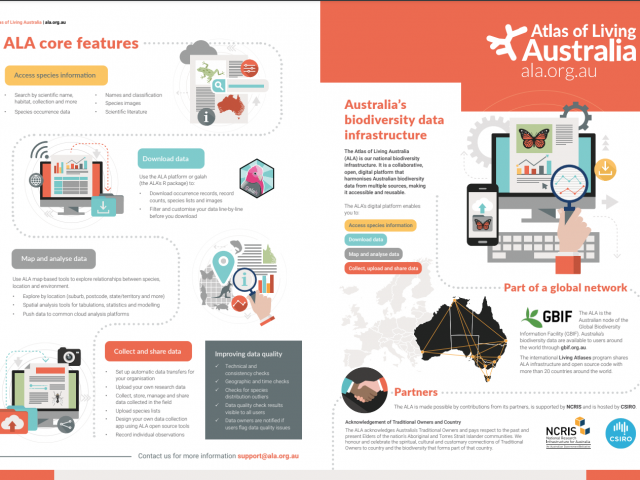 as of Living Australia | ala.org.au
ALA core features
Access species information
• Search by scientific name,
habitat, collection and more
• Species occurrence data
• Names and classification
• Species images
• Scientific literature
Download data
Use the ALA platform or galah
(the ALA's R package) to:
• Download occurrence records, record
counts, species lists and images
• Filter and customise your data line-by-line
before you download
Map and analyse data
Use ALA map-based tools to explore relationships between species,
location and environment.
• Explore by location (suburb, postcode, state/territory and more)
• Spatial analysis tools for tabulations, statistics and modelling
• Push data to common cloud analysis platforms
Collect and share data
• Set up automatic data transfers for
your organisation
• Upload your own research data
• Collect, store, manage and share
data collected in the field
• Upload species lists
• Design your own data collection
app using ALA open source tools
• Record individual observations
Improving data quality
✓ Technical and
consistency checks
✓ Geographic and time checks
✓ Checks for species
distribution outliers
✓ Data quality check results
visible to all users
✓ Data owners are notified if
users flag data quality issues
Contact us for more information support@ala.org.au
Atlas of Living
Australia
ala.org.au
Australia's
biodiversity data
infrastructure
The Atlas of Living Australia
(ALA) is our national biodiversity
infrastructure. It is a collaborative,
open, digital platform that
harmonises Australian biodiversity
data from multiple sources, making
it accessible and reusable.
The ALA's digital platform enables
you to:
Access species information
Download data
Map and analyse data
Collect, upload and share data
Part of a global network
GBIF
The ALA is the
Australian node of the
Global Biodiversity
Information Facility (GBIF). Australia's
biodiversity data are available to users around
the world through gbif.org.au
The international Living Atlases program shares
ALA infrastructure and open source code with
more than 20 countries around the world
Partners
The ALA is made possible by contributions from its partners, is supported by NCRIS and is hosted by CSIRO
Acknowledgement of Traditional Owners and Country
The ALA acknowledges Australia's Traditional Owners and pays respect to the past and
present Elders of the nation's Aboriginal and Torres Strait Islander communities. We
honour and celebrate the spiritual, cultural and customary connections of Traditional
Owners to country and the biodiversity that forms part of that country.
NCRIS
National Research
Infrastructure for Australia
CSIRO